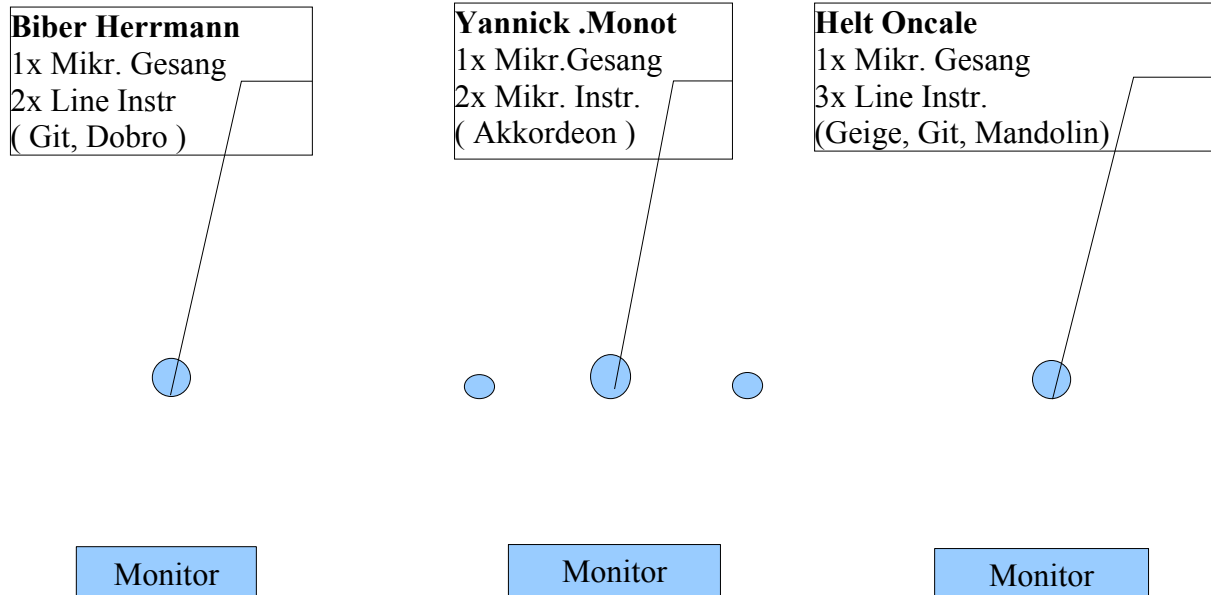 Biber Herrmann
1x Mikr. Gesang
2x Line Instr
( Git, Dobro )
Yannick .Monot
1x Mikr.Gesang
2x Mikr. Instr.
( Akkordeon )
Helt Oncale
1x Mikr. Gesang
3x Line Instr.
(Geige, Git, Mandolin)
Monitor
Monitor
Monitor